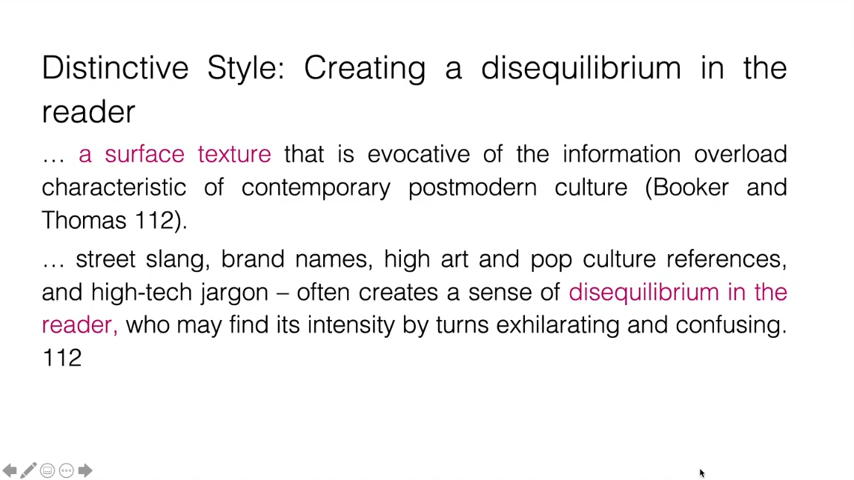 Distinctive Style: Creating a disequilibrium in the
reader
… a surface texture that is evocative of the information overload
characteristic of contemporary postmodern culture (Booker and
Thomas 112).
… street slang, brand names, high art and pop culture references,
and high-tech jargon – often creates a sense of disequilibrium in the
reader, who may find its intensity by turns exhilarating and confusing.
112